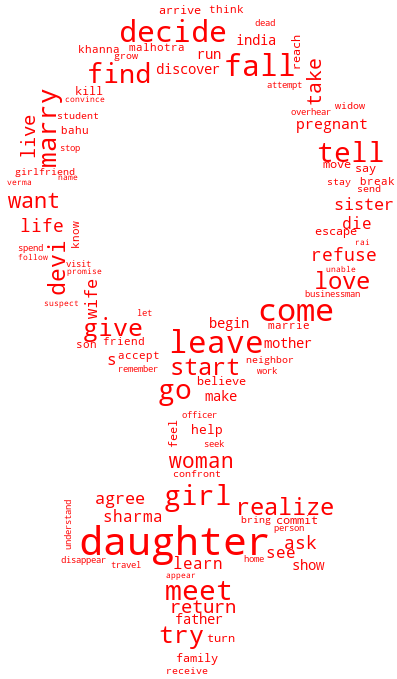 arrive think
dead
decide
india
reach
khanna malhotra run
grow
find discover fall take
kill
convince
attempt
student
overhear widow
live marry bahu
pregnant
stop
tell
girlfriend
move say
verma name
stay break
send
want
sister
life
know
die
escape
rai
spend
follow
devi
visit
promise
refuse
unable
suspect
wife
love
businessman
let
come
give
begin marrie
son friend
leave
mother
s accept
start
neighbor
remember
work
go believe
make
officer
feel help
seek
woman
confront
girl
agree
realize
understand
sharma
bring commit
person
daughter
ask
see
disappear
travel
learn
home
show
appear
meet
return
father
try turn
family
receive